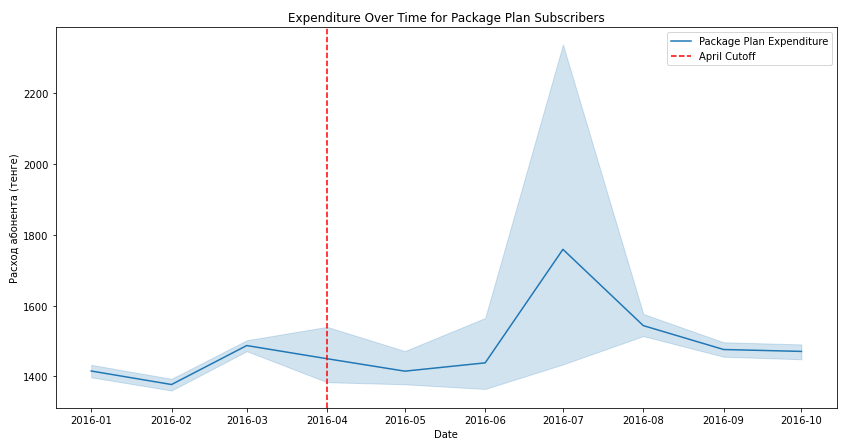 Expenditure Over Time for Package Plan Subscribers
Package Plan Expenditure
April Cutoff
Расход абонента (тенге)
2200
2000
1800
1600
1400
2016-01 2016-02 2016-03 2016-04 2016-05 2016-06 2016-07 2016-08 2016-09 2016-10
Date